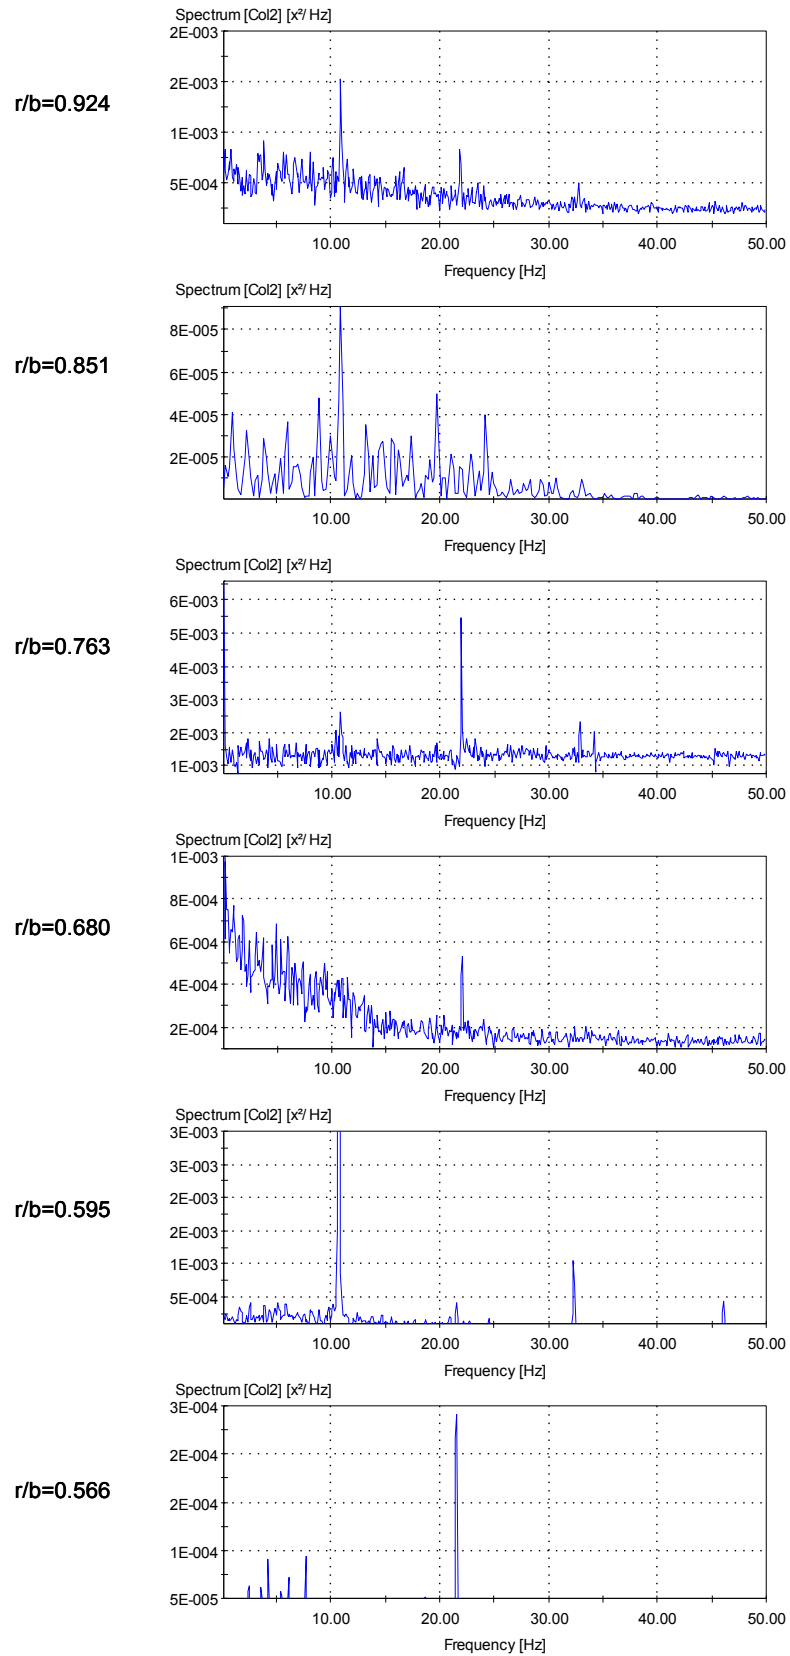 Spectrum [Col2] [x²/ Hz]
2E-003
2E-003
r/b=0.924
1E-003
5E-004
10.00 20.00 30.00 40.00 50.00
Frequency [Hz]
Spectrum [Col2] [x²/ Hz]
8E-005
r/b=0.851
6E-005
4E-005
2E-005
10.00 20.00 30.00 40.00 50.00
Frequency [Hz]
Spectrum [Col2] [x²/ Hz]
6E-003
5E-003
r/b=0.763
4E-003
3E-003
2E-003
1E-003
10.00 20.00 30.00 40.00 50.00
Frequency [Hz]
Spectrum [Col2] [x²/ Hz]
1E-003
8E-004
r/b=0.680
6E-004
4E-004
2E-004
10.00 20.00 30.00 40.00 50.00
Frequency [Hz]
Spectrum [Col2] [x²/ Hz]
3E-003
3E-003
2E-003
r/b=0.595
2E-003
1E-003
5E-004
10.00 20.00 30.00 40.00 50.00
Frequency [Hz]
Spectrum [Col2] [x²/ Hz]
3E-004
2E-004
r/b=0.566
2E-004
1E-004
5E-005
10.00 20.00 30.00 40.00 50.00
Frequency [Hz]